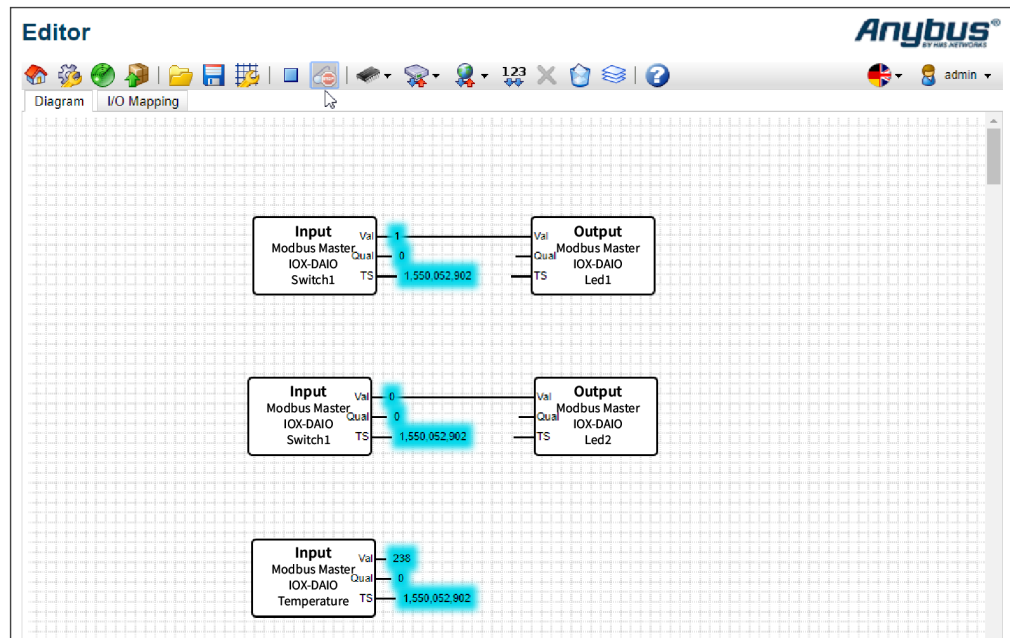 Editor
Anybus®
BY HMS NETWORKS
123
?
admin
Diagram
I/O Mapping
Input
Modbus Master
IOX-DAIO
Switch1
Val
Qual
TS
1
0
1,550,052,902
Output
Modbus Master
IOX-DAIO
Led1
Val
Qual
TS
Input
Modbus Master
IOX-DAIO
Switch1
Val
Qual
TS
0
0
1,550,052,902
Output
Modbus Master
IOX-DAIO
Led2
Val
Qual
TS
Input
Modbus Master
IOX-DAIO
Temperature
Val
Qual
TS
238
0
1,550,052,902